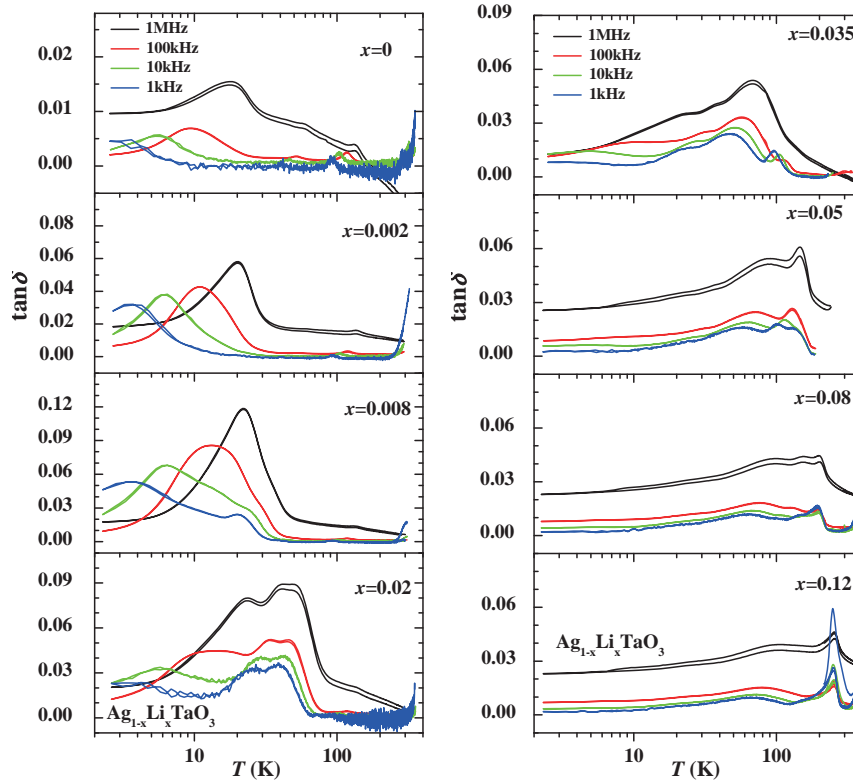 1MHz
100kHz
10kHz
1kHz
x=0
0.02
0.01
0.00
x=0.002
0.12
0.08
0.06
0.04
0.02
0.00
x=0.008
0.12
0.09
0.06
0.03
0.00
x=0.02
0.09
0.06
0.03
0.00
Ag1-xLixTaO3
10
100
T (K)
tanδ
0.09
1MHz
100kHz
10kHz
1kHz
x=0.035
0.06
0.03
0.00
x=0.05
0.06
0.03
0.00
x=0.08
0.06
0.03
0.00
x=0.12
Ag1-xLixTaO3
0.06
0.03
0.00
10
100
T (K)
tanδ